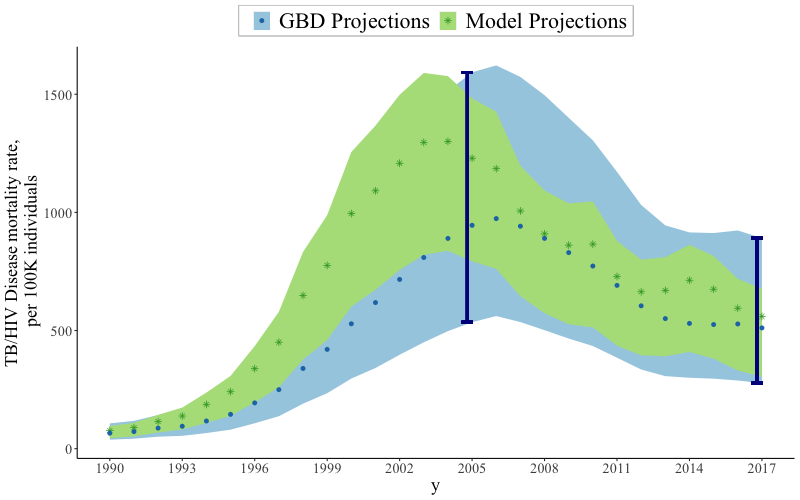 GBD Projections Model Projections
TB/HIV Disease mortality rate,
per 100K individuals
1500
1000
500
0
1990 1993 1996 1999 2002 2005 2008 2011 2014 2017
y